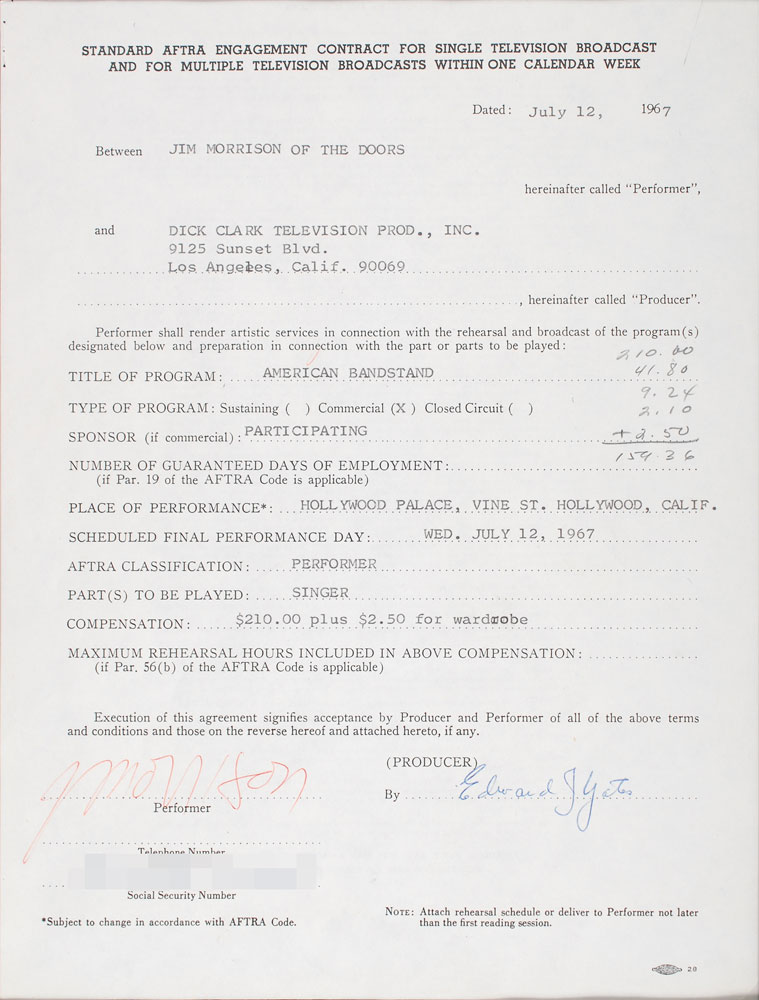 STANDARD AFTRA ENGAGEMENT CONTRACT FOR SINGLE TELEVISION BROADCAST
AND FOR MULTIPLE TELEVISION BROADCASTS WITHIN ONE CALENDAR WEEK
Dated: July 12, 1967
Between JIM MORRISON OF THE DOORS
hereinafter called "Performer",
and DICK CLARK TELEVISION PROD., INC.
9125 Sunset Blvd.
Los Angeles, Calif. 90069
, hereinafter called "Producer".
Performer shall render artistic services in connection with the rehearsal and broadcast of the program(s)
designated below and preparation in connection with the part or parts to be played:
210.00
TITLE OF PROGRAM: AMERICAN BANDSTAND 41.80
9.24
TYPE OF PROGRAM: Sustaining ( ) Commercial (X) Closed Circuit ( ) 2.10
SPONSOR (if commercial): PARTICIPATING +2.50
159.36
NUMBER OF GUARANTEED DAYS OF EMPLOYMENT:
(if Par. 19 of the AFTRA Code is applicable)
PLACE OF PERFORMANCE*: HOLLYWOOD PALACE, VINE ST. HOLLYWOOD, CALIF.
SCHEDULED FINAL PERFORMANCE DAY: WED. JULY 12, 1967
AFTRA CLASSIFICATION: PERFORMER
PART(S) TO BE PLAYED: SINGER
COMPENSATION: $210.00 plus $2.50 for wardrobe
MAXIMUM REHEARSAL HOURS INCLUDED IN ABOVE COMPENSATION:
(if Par. 56(b) of the AFTRA Code is applicable)
Execution of this agreement signifies acceptance by Producer and Performer of all of the above terms
and conditions and those on the reverse hereof and attached hereto, if any.
(PRODUCER)
JMorrison By Edward J Yates
Performer
Telephone Number
Social Security Number
*Subject to change in accordance with AFTRA Code.
NOTE: Attach rehearsal schedule or deliver to Performer not later
than the first reading session.
28